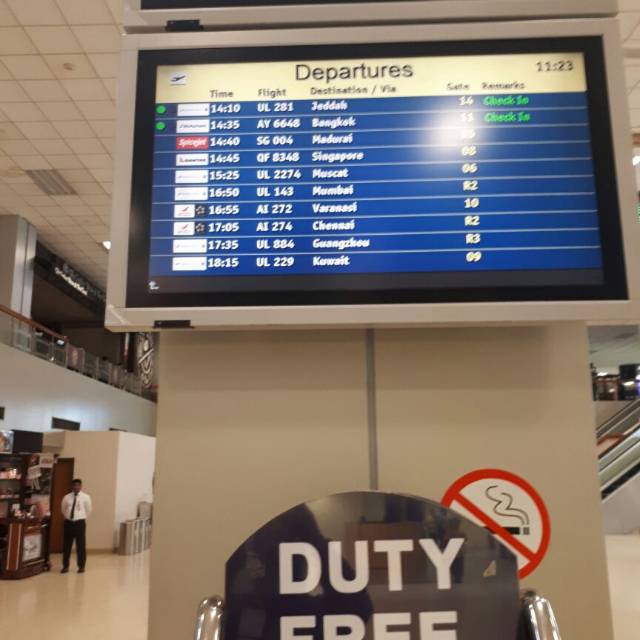 Departures 11:23
Time Flight Destination / Via Gate Remarks
14:10 UL 281 Jeddah 14 Check In
14:35 AY 6648 Bangkok 11 Check In
SpiceJet 14:40 SG 004 Madurai
14:45 QF 8348 Singapore 08
15:25 UL 2274 Muscat 06
16:50 UL 143 Mumbai R2
16:55 AI 272 Varanasi 10
17:05 AI 274 Chennai R2
17:35 UL 884 Guangzhou R3
18:15 UL 229 Kuwait 09
DUTY
FREE